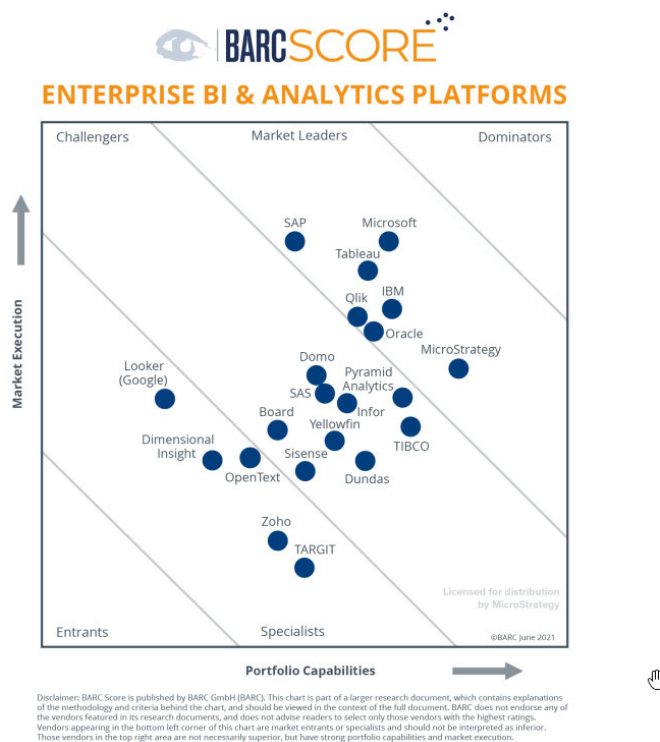 BARCSCORE
ENTERPRISE BI & ANALYTICS PLATFORMS
Challengers
Market Leaders
Dominators
SAP
Microsoft
Tableau
IBM
Qlik
Oracle
MicroStrategy
Domo
Looker
(Google)
Pyramid
Analytics
SAS
Infor
Board
Yellowfin
TIBCO
Dimensional
Insight
Sisense
OpenText
Dundas
Zoho
TARGIT
Market Execution
Licensed for distribution
by MicroStrategy
Entrants
Specialists
©BARC June 2021
Portfolio Capabilities
Disclaimer: BARC Score is published by BARC GmbH (BARC). This chart is part of a larger research document, which contains explanations
of the methodology and criteria behind the chart, and should be viewed in the context of the full document. BARC does not endorse any of
the vendors featured in its research documents, and does not advise readers to select only those vendors with the highest ratings.
Vendors appearing in the bottom left corner of this chart are market entrants or specialists and should not be interpreted as inferior.
Those vendors in the top right area are not necessarily superior, but have strong portfolio capabilities and market execution.